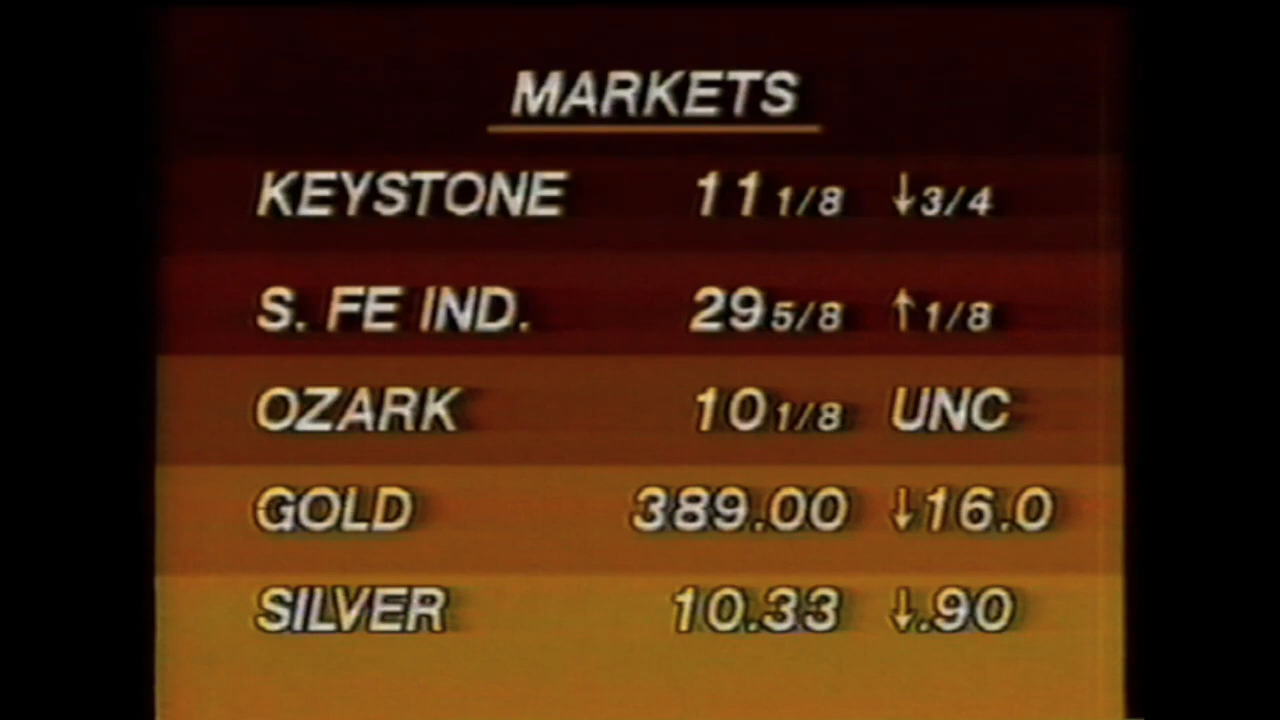 MARKETS
KEYSTONE 11 1/8 ↓3/4
S. FE IND. 29 5/8 ↑1/8
OZARK 10 1/8 UNC
GOLD 389.00 ↓16.0
SILVER 10.33 ↓.90